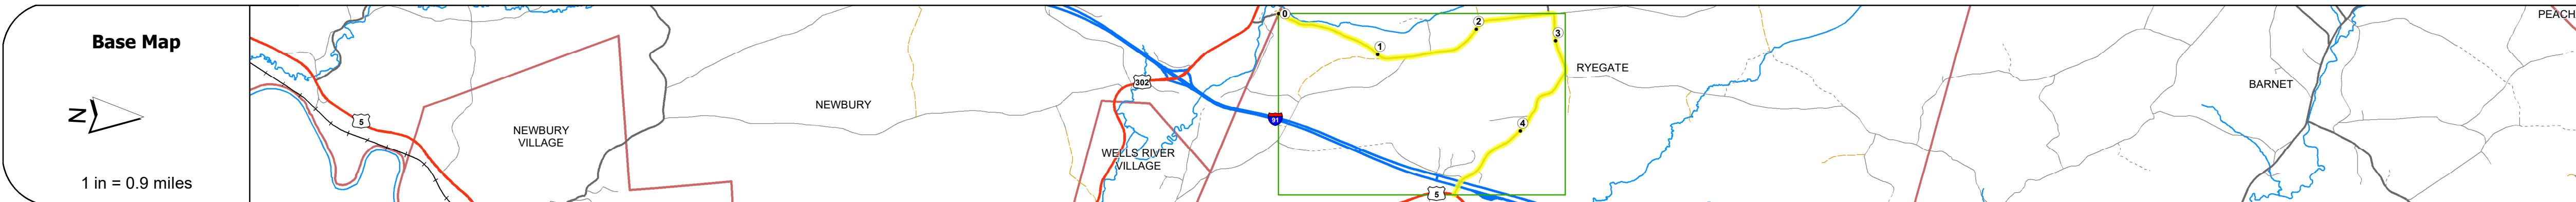 Base Map
N
1 in = 0.9 miles
5
NEWBURY
VILLAGE
NEWBURY
302
WELLS RIVER
VILLAGE
91
0
1
2
3
4
5
RYEGATE
BARNET
PEACH